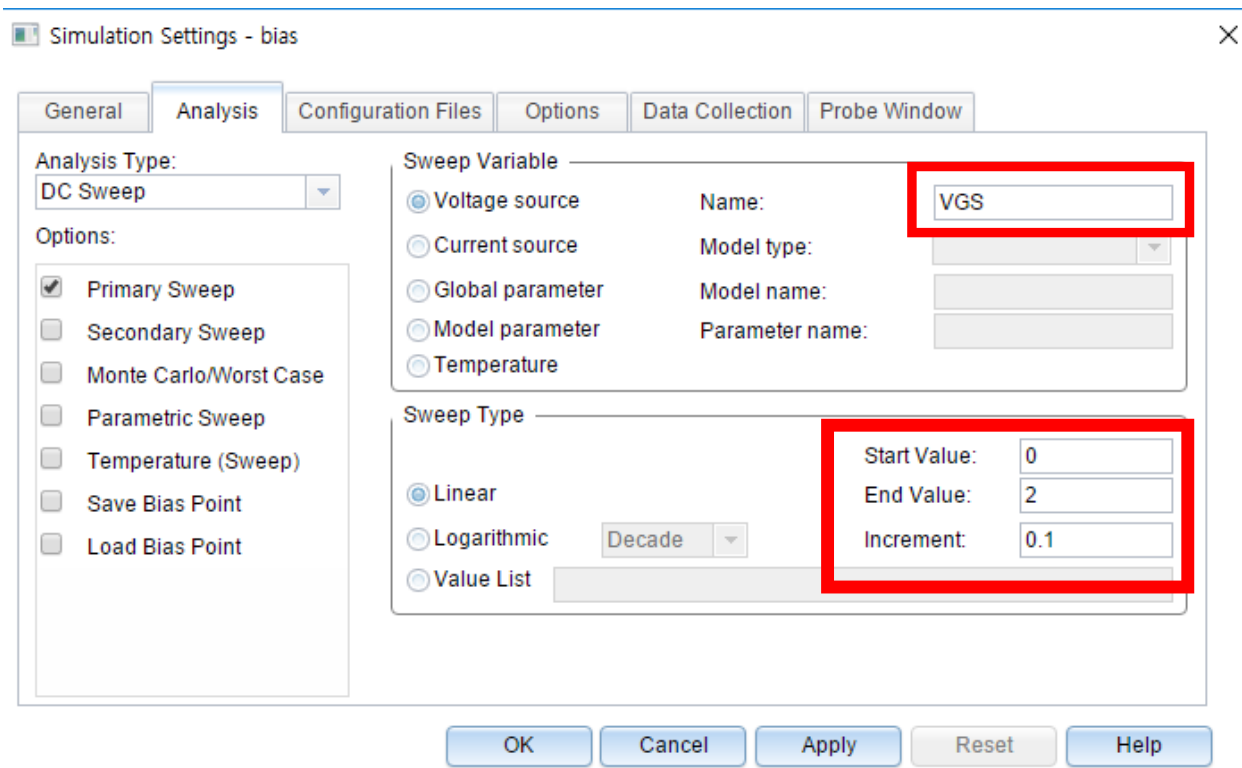 Simulation Settings - bias
General Analysis Configuration Files Options Data Collection Probe Window
Analysis Type:
DC Sweep
Options:
Primary Sweep
Secondary Sweep
Monte Carlo/Worst Case
Parametric Sweep
Temperature (Sweep)
Save Bias Point
Load Bias Point
Sweep Variable
Voltage source Name: VGS
Current source Model type:
Global parameter Model name:
Model parameter Parameter name:
Temperature
Sweep Type
Start Value: 0
Linear End Value: 2
Logarithmic Decade Increment: 0.1
Value List
OK Cancel Apply Reset Help